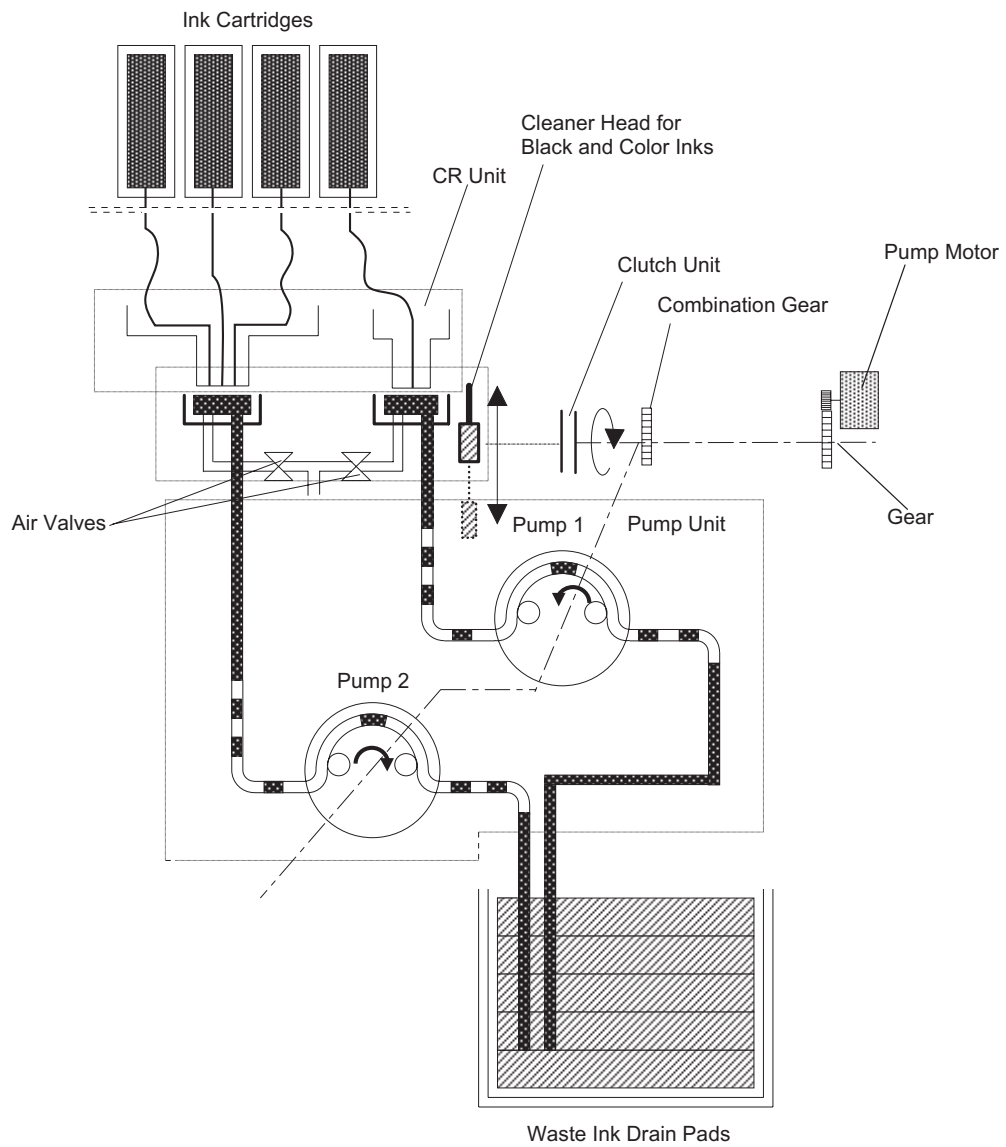 Ink Cartridges
Cleaner Head for
Black and Color Inks
CR Unit
Pump Motor
Clutch Unit
Combination Gear
Air Valves
Pump 1
Pump Unit
Gear
Pump 2
Waste Ink Drain Pads